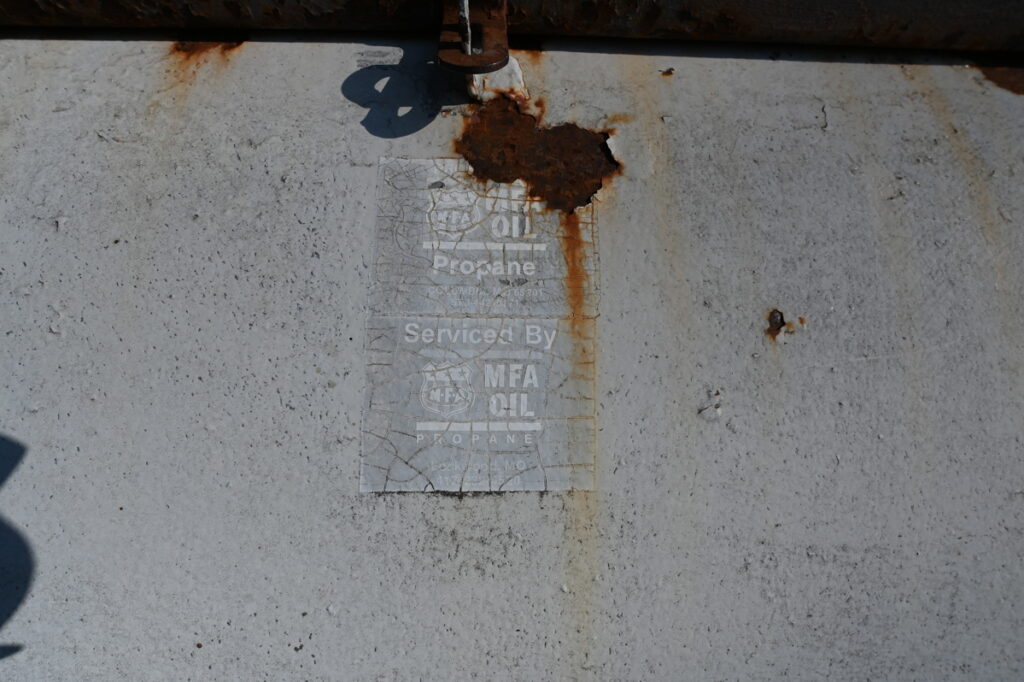 MFA
OIL
Propane
Serviced By
MFA
MFA
OIL
PROPANE